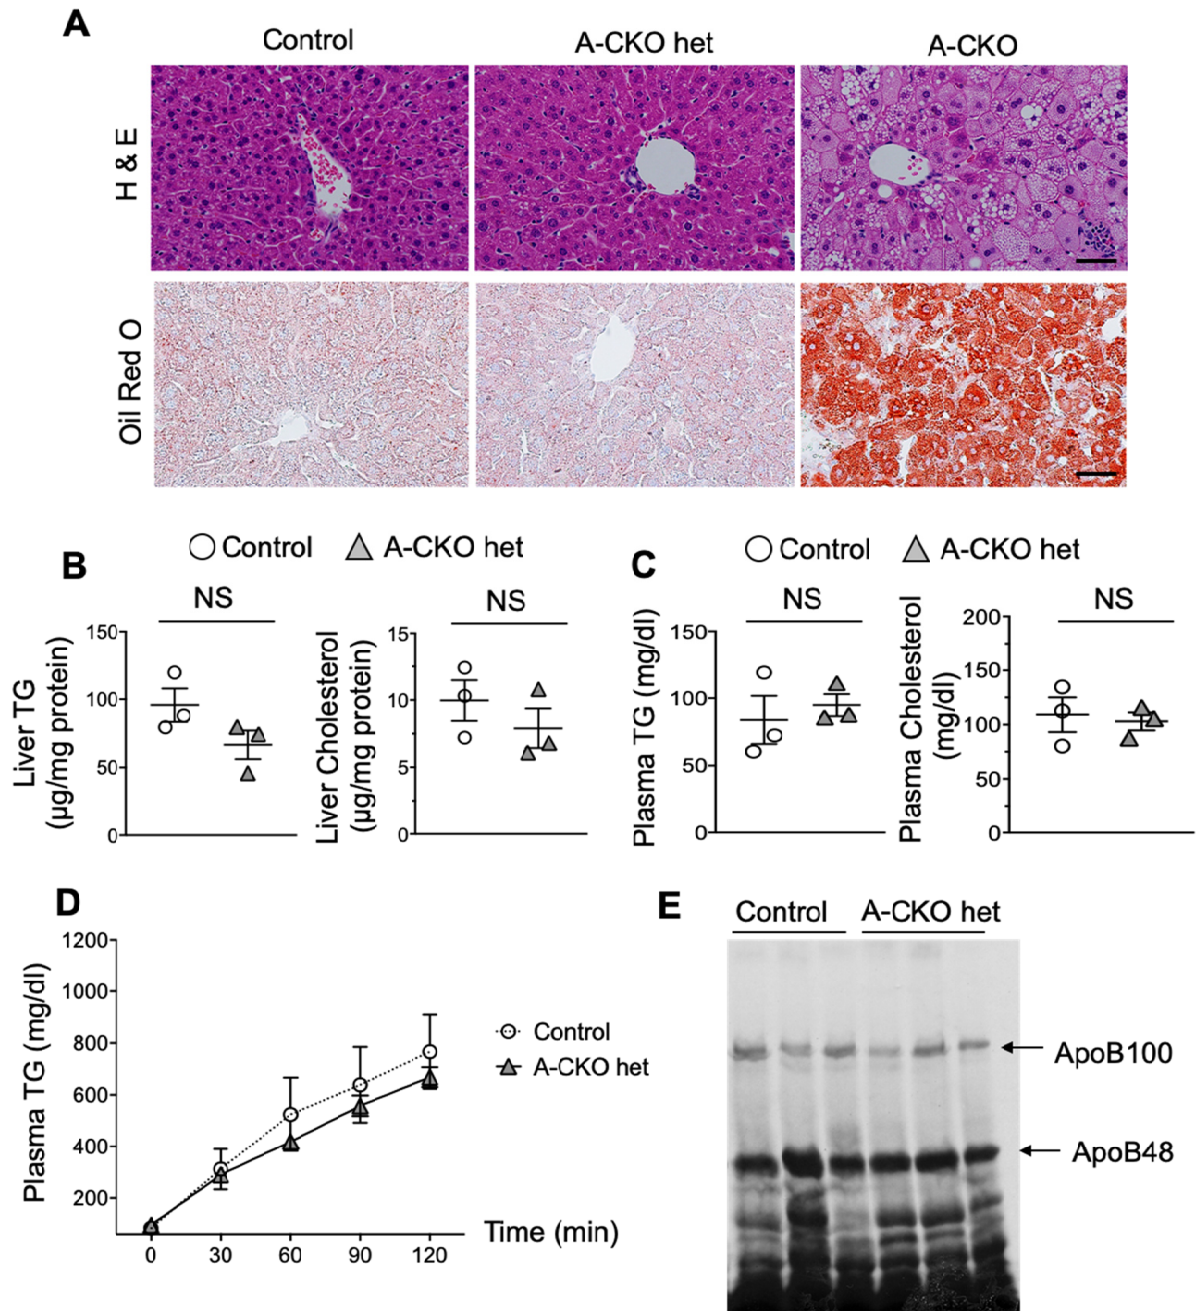 A
Control
A-CKO het
A-CKO
H & E
Oil Red O
B
Control
A-CKO het
NS
Liver TG
(µg/mg protein)
150
100
50
0
NS
Liver Cholesterol
(µg/mg protein)
15
10
5
0
C
Control
A-CKO het
NS
Plasma TG (mg/dl)
150
100
50
0
NS
Plasma Cholesterol
(mg/dl)
200
150
100
50
0
D
Plasma TG (mg/dl)
1200
1000
800
600
400
200
0
30
60
90
120
Time (min)
Control
A-CKO het
E
Control
A-CKO het
ApoB100
ApoB48